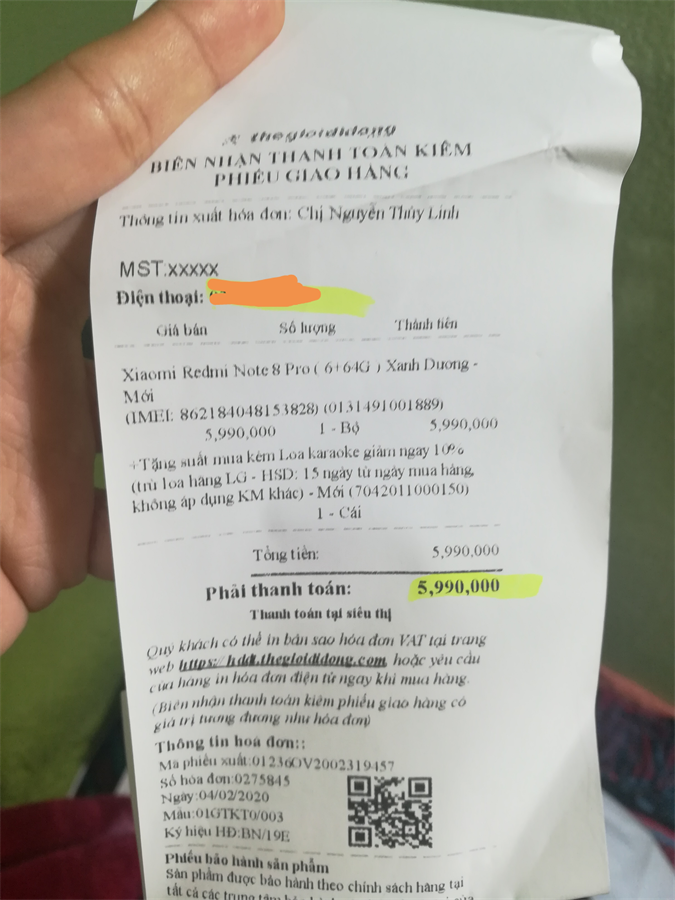 thegioididong
BIÊN NHẬN THANH TOÁN KIÊM
PHIẾU GIAO HÀNG
Thông tin xuất hóa đơn: Chị Nguyễn Thùy Linh
MST:xxxxx
Điện thoại:
Giá bán Số lượng Thành tiền
Xiaomi Redmi Note 8 Pro ( 6+64G ) Xanh Dương -
Mới
(IMEI: 862184048153828) (0131491001889)
5,990,000 1 - Bộ 5,990,000
+Tặng suất mua kèm Loa karaoke giảm ngay 10%
(trừ loa hãng LG - HSD: 15 ngày từ ngày mua hàng,
không áp dụng KM khác) - Mới (7042011000150)
1 - Cái
Tổng tiền: 5,990,000
Phải thanh toán: 5,990,000
Thanh toán tại siêu thị
Quý khách có thể in bản sao hóa đơn VAT tại trang
web https://hddt.thegioididong.com, hoặc yêu cầu
cửa hàng in hóa đơn điện tử ngay khi mua hàng.
(Biên nhận thanh toán kiêm phiếu giao hàng có
giá trị tương đương như hóa đơn)
Thông tin hoá đơn::
Mã phiếu xuất:01236OV2002319457
Số hóa đơn:0275845
Ngày:04/02/2020
Mẫu:01GTKT0/003
Ký hiệu HĐ:BN/19E
Phiếu bảo hành sản phẩm
Sản phẩm được bảo hành theo chính sách hãng tại
tất cả các trung tâm bảo